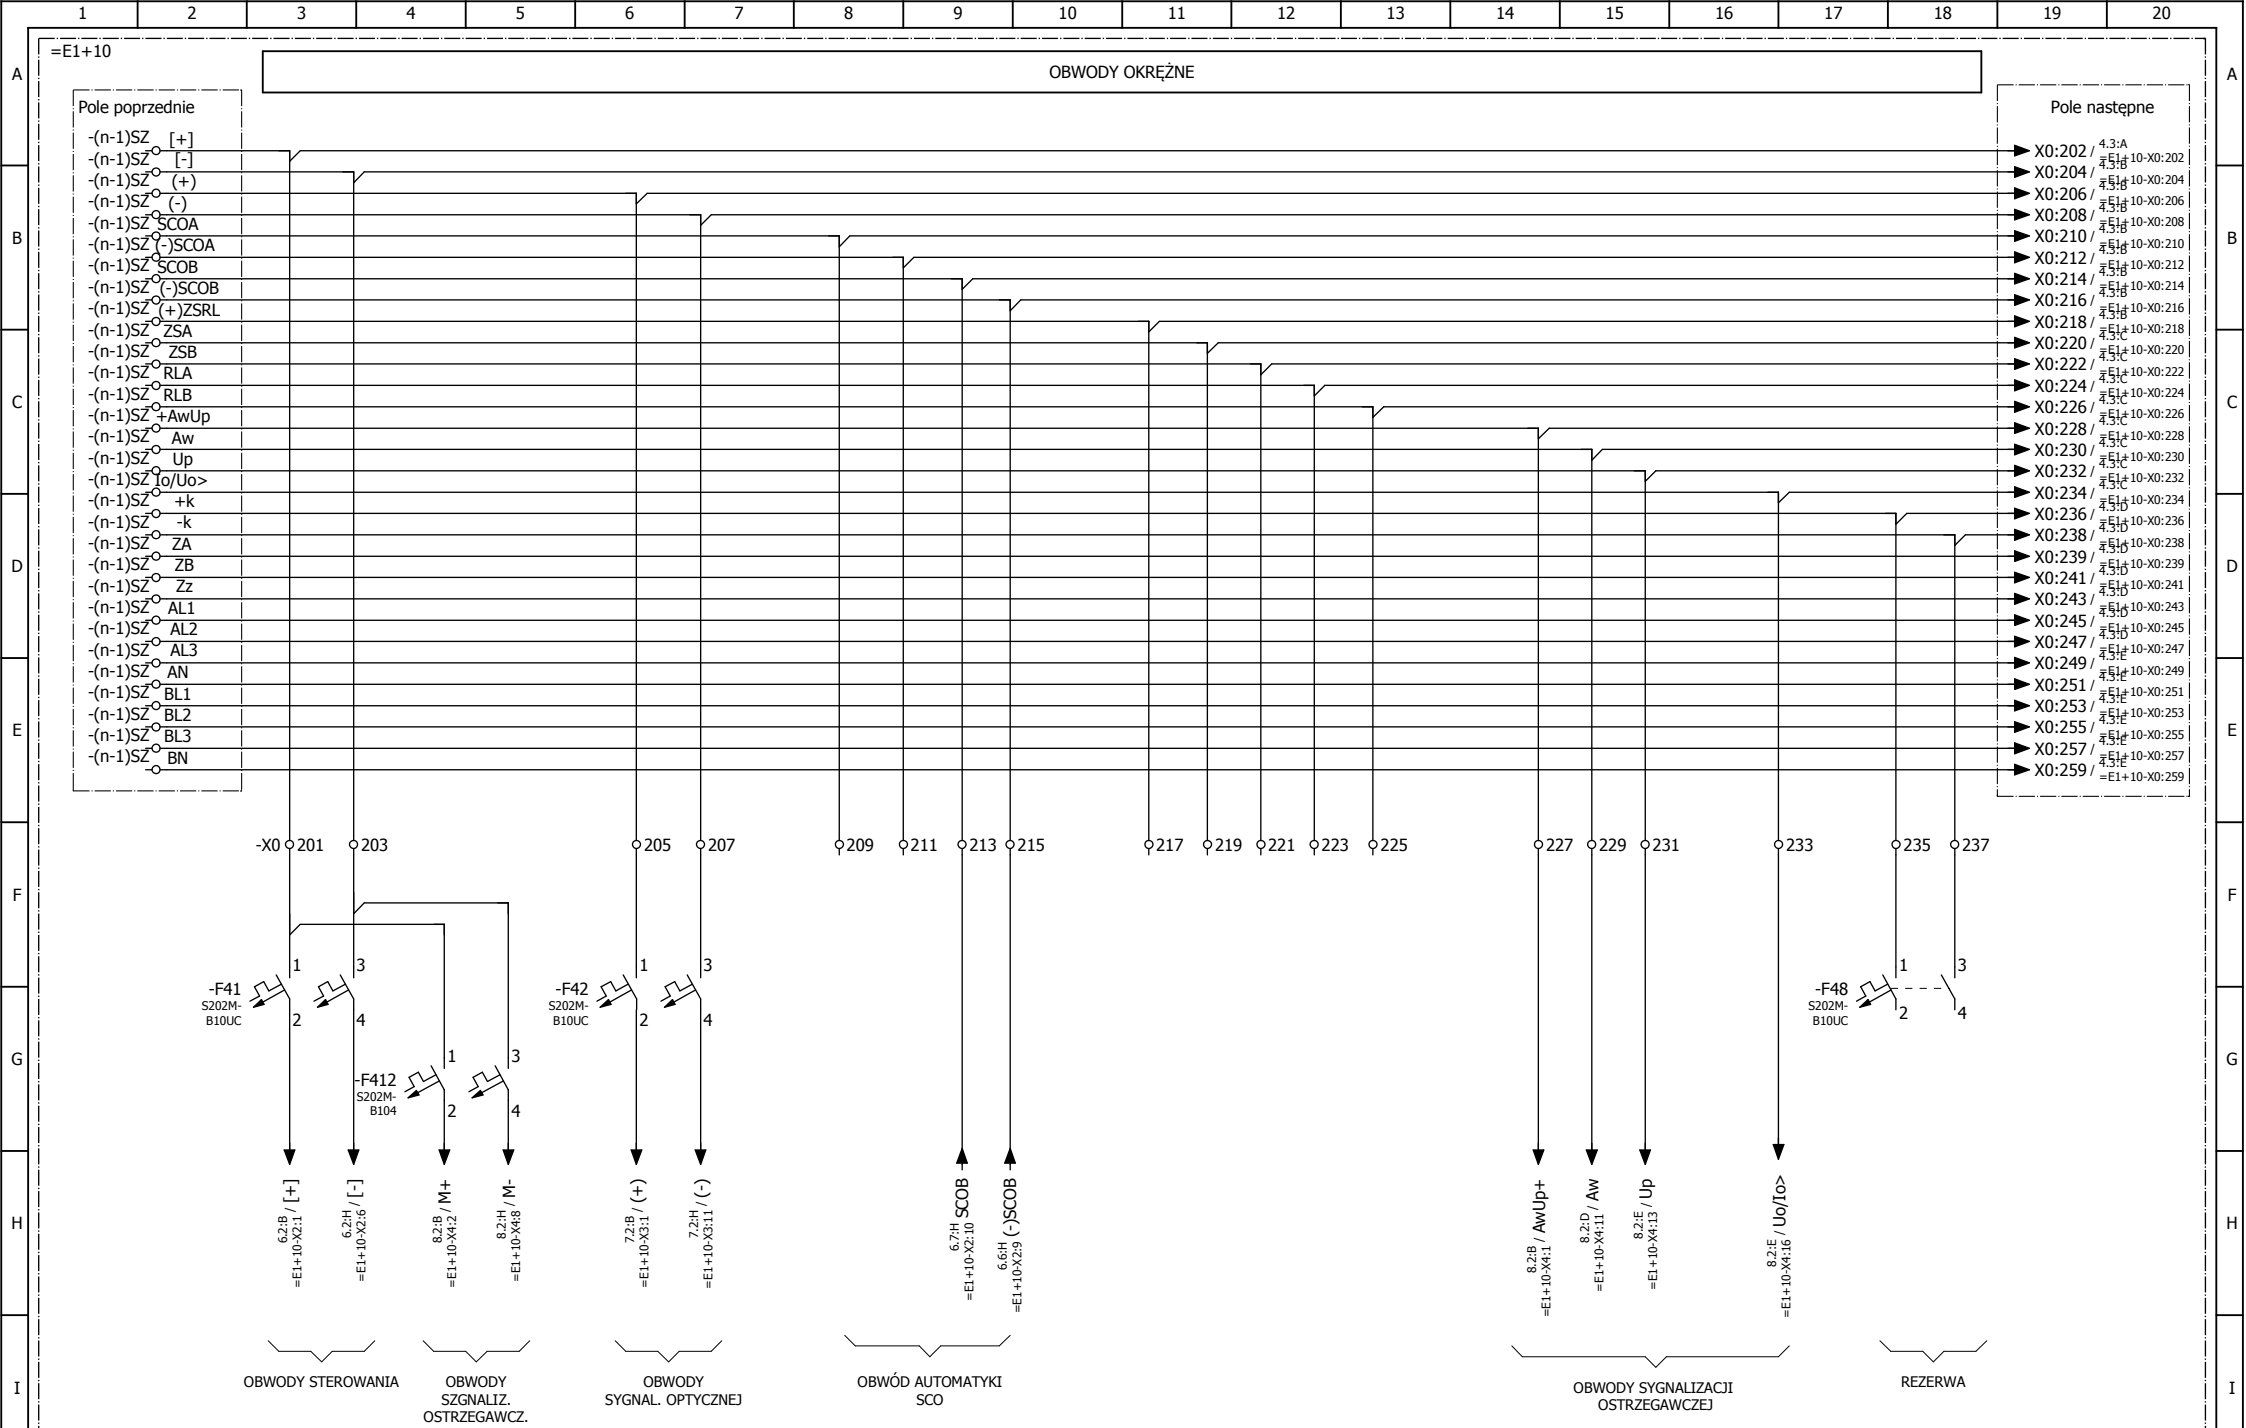 1 2 3 4 5 6 7 8 9 10 11 12 13 14 15 16 17 18 19 20
=E1+10
OBWODY OKRĘŻNE
A A
B B
C C
D D
E E
F F
G G
H H
I I
Pole poprzednie
-(n-1)SZ [+]
-(n-1)SZ [-]
-(n-1)SZ (+)
-(n-1)SZ (-)
-(n-1)SZ SCOA
-(n-1)SZ (-)SCOA
-(n-1)SZ SCOB
-(n-1)SZ (-)SCOB
-(n-1)SZ (+)ZSRL
-(n-1)SZ ZSA
-(n-1)SZ ZSB
-(n-1)SZ RLA
-(n-1)SZ RLB
-(n-1)SZ +AwUp
-(n-1)SZ Aw
-(n-1)SZ Up
-(n-1)SZ Io/Uo>
-(n-1)SZ +k
-(n-1)SZ -k
-(n-1)SZ ZA
-(n-1)SZ ZB
-(n-1)SZ Zz
-(n-1)SZ AL1
-(n-1)SZ AL2
-(n-1)SZ AL3
-(n-1)SZ AN
-(n-1)SZ BL1
-(n-1)SZ BL2
-(n-1)SZ BL3
-(n-1)SZ BN
Pole następne
X0:202 / 4.3:A
=E1+10-X0:202
X0:204 / 4.3:B
=E1+10-X0:204
X0:206 / 4.3:B
=E1+10-X0:206
X0:208 / 4.3:B
=E1+10-X0:208
X0:210 / 4.3:B
=E1+10-X0:210
X0:212 / 4.3:B
=E1+10-X0:212
X0:214 / 4.3:B
=E1+10-X0:214
X0:216 / 4.3:B
=E1+10-X0:216
X0:218 / 4.3:B
=E1+10-X0:218
X0:220 / 4.3:C
=E1+10-X0:220
X0:222 / 4.3:C
=E1+10-X0:222
X0:224 / 4.3:C
=E1+10-X0:224
X0:226 / 4.3:C
=E1+10-X0:226
X0:228 / 4.3:C
=E1+10-X0:228
X0:230 / 4.3:C
=E1+10-X0:230
X0:232 / 4.3:C
=E1+10-X0:232
X0:234 / 4.3:C
=E1+10-X0:234
X0:236 / 4.3:D
=E1+10-X0:236
X0:238 / 4.3:D
=E1+10-X0:238
X0:239 / 4.3:D
=E1+10-X0:239
X0:241 / 4.3:D
=E1+10-X0:241
X0:243 / 4.3:D
=E1+10-X0:243
X0:245 / 4.3:D
=E1+10-X0:245
X0:247 / 4.3:D
=E1+10-X0:247
X0:249 / 4.3:E
=E1+10-X0:249
X0:251 / 4.3:E
=E1+10-X0:251
X0:253 / 4.3:E
=E1+10-X0:253
X0:255 / 4.3:E
=E1+10-X0:255
X0:257 / 4.3:E
=E1+10-X0:257
X0:259 / 4.3:E
=E1+10-X0:259
-X0 201 203 205 207 209 211 213 215 217 219 221 223 225 227 229 231 233 235 237
-F41
S202M-
B10UC
1 2 3 4
-F412
S202M-
B104
1 2 3 4
-F42
S202M-
B10UC
1 2 3 4
-F48
S202M-
B10UC
1 2 3 4
6.2:B / [+]
=E1+10-X2:1
6.2:H / [-]
=E1+10-X2:6
8.2:B / M+
=E1+10-X4:2
8.2:H / M-
=E1+10-X4:8
7.2:B / (+)
=E1+10-X3:1
7.2:H / (-)
=E1+10-X3:11
6.7:H SCOB
=E1+10-X2:10
6.6:H (-)SCOB
=E1+10-X2:9
8.2:B / AwUp+
=E1+10-X4:1
8.2:D / Aw
=E1+10-X4:11
8.2:E / Up
=E1+10-X4:13
8.2:E / Uo/Io>
=E1+10-X4:16
OBWODY STEROWANIA
OBWODY
SZGNALIZ.
OSTRZEGAWCZ.
OBWODY
SYGNAL. OPTYCZNEJ
OBWÓD AUTOMATYKI
SCO
OBWODY SYGNALIZACJI
OSTRZEGAWCZEJ
REZERWA